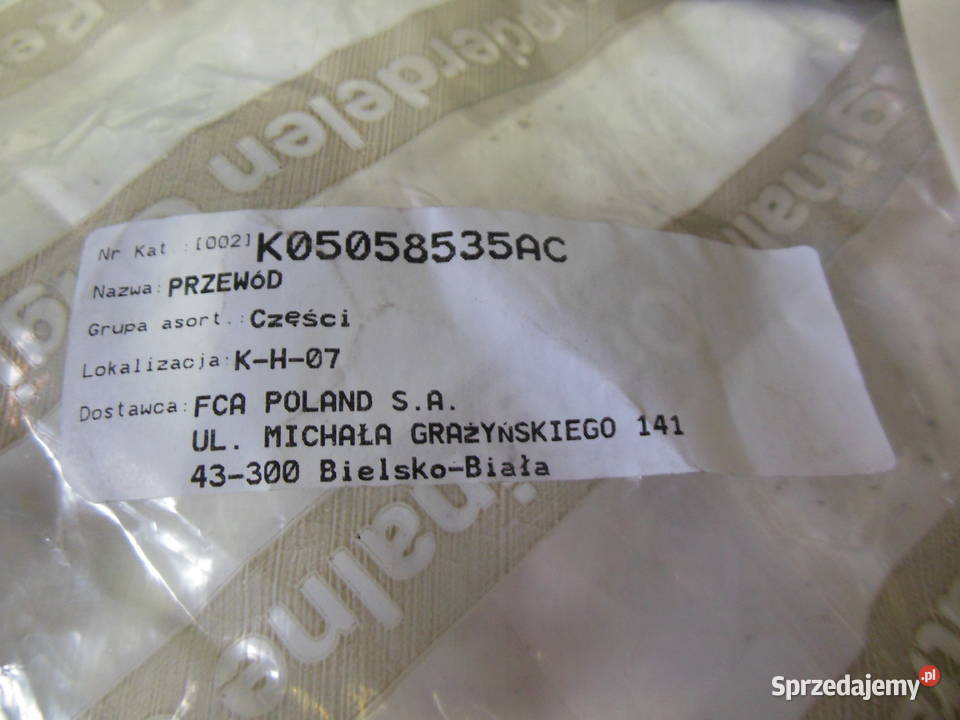 Nr Kat.:[002]K05058535AC
Nazwa:PRZEWóD
Grupa asort.:Części
Lokalizacja:K-H-07
Dostawca:FCA POLAND S.A.
UL. MICHAŁA GRAżYńSKIEGO 141
43-300 Bielsko-Biała
Sprzedajemy.pl